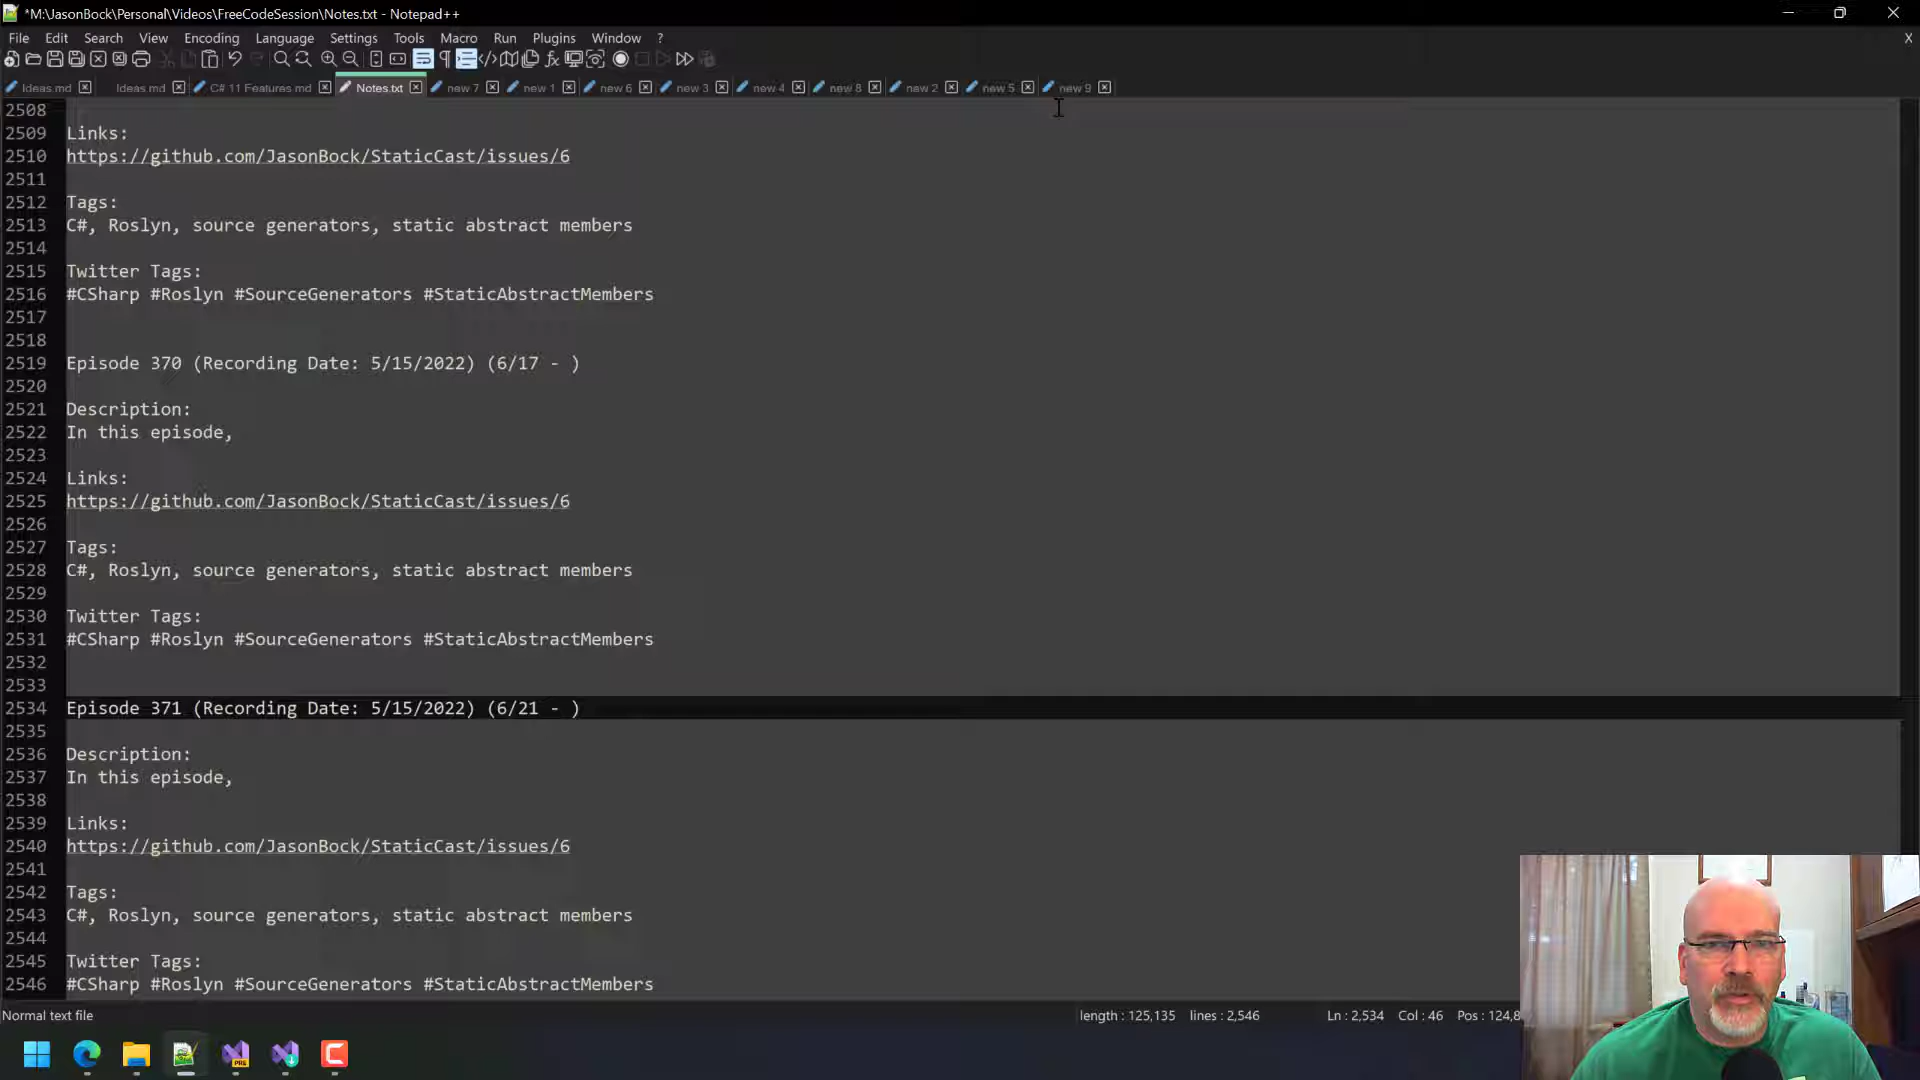 *M:\JasonBock\Personal\Videos\FreeCodeSession\Notes.txt - Notepad++
File Edit Search View Encoding Language Settings Tools Macro Run Plugins Window ? X
Ideas.md Ideas.md C# 11 Features.md Notes.txt new 7 new 1 new 6 new 3 new 4 new 8 new 2 new 5 new 9
2508
2509 Links:
2510 https://github.com/JasonBock/StaticCast/issues/6
2511
2512 Tags:
2513 C#, Roslyn, source generators, static abstract members
2514
2515 Twitter Tags:
2516 #CSharp #Roslyn #SourceGenerators #StaticAbstractMembers
2517
2518
2519 Episode 370 (Recording Date: 5/15/2022) (6/17 - )
2520
2521 Description:
2522 In this episode,
2523
2524 Links:
2525 https://github.com/JasonBock/StaticCast/issues/6
2526
2527 Tags:
2528 C#, Roslyn, source generators, static abstract members
2529
2530 Twitter Tags:
2531 #CSharp #Roslyn #SourceGenerators #StaticAbstractMembers
2532
2533
2534 Episode 371 (Recording Date: 5/15/2022) (6/21 - )
2535
2536 Description:
2537 In this episode,
2538
2539 Links:
2540 https://github.com/JasonBock/StaticCast/issues/6
2541
2542 Tags:
2543 C#, Roslyn, source generators, static abstract members
2544
2545 Twitter Tags:
2546 #CSharp #Roslyn #SourceGenerators #StaticAbstractMembers
Normal text file length : 125,135 lines : 2,546 Ln : 2,534 Col : 46 Pos : 124,8
PRE